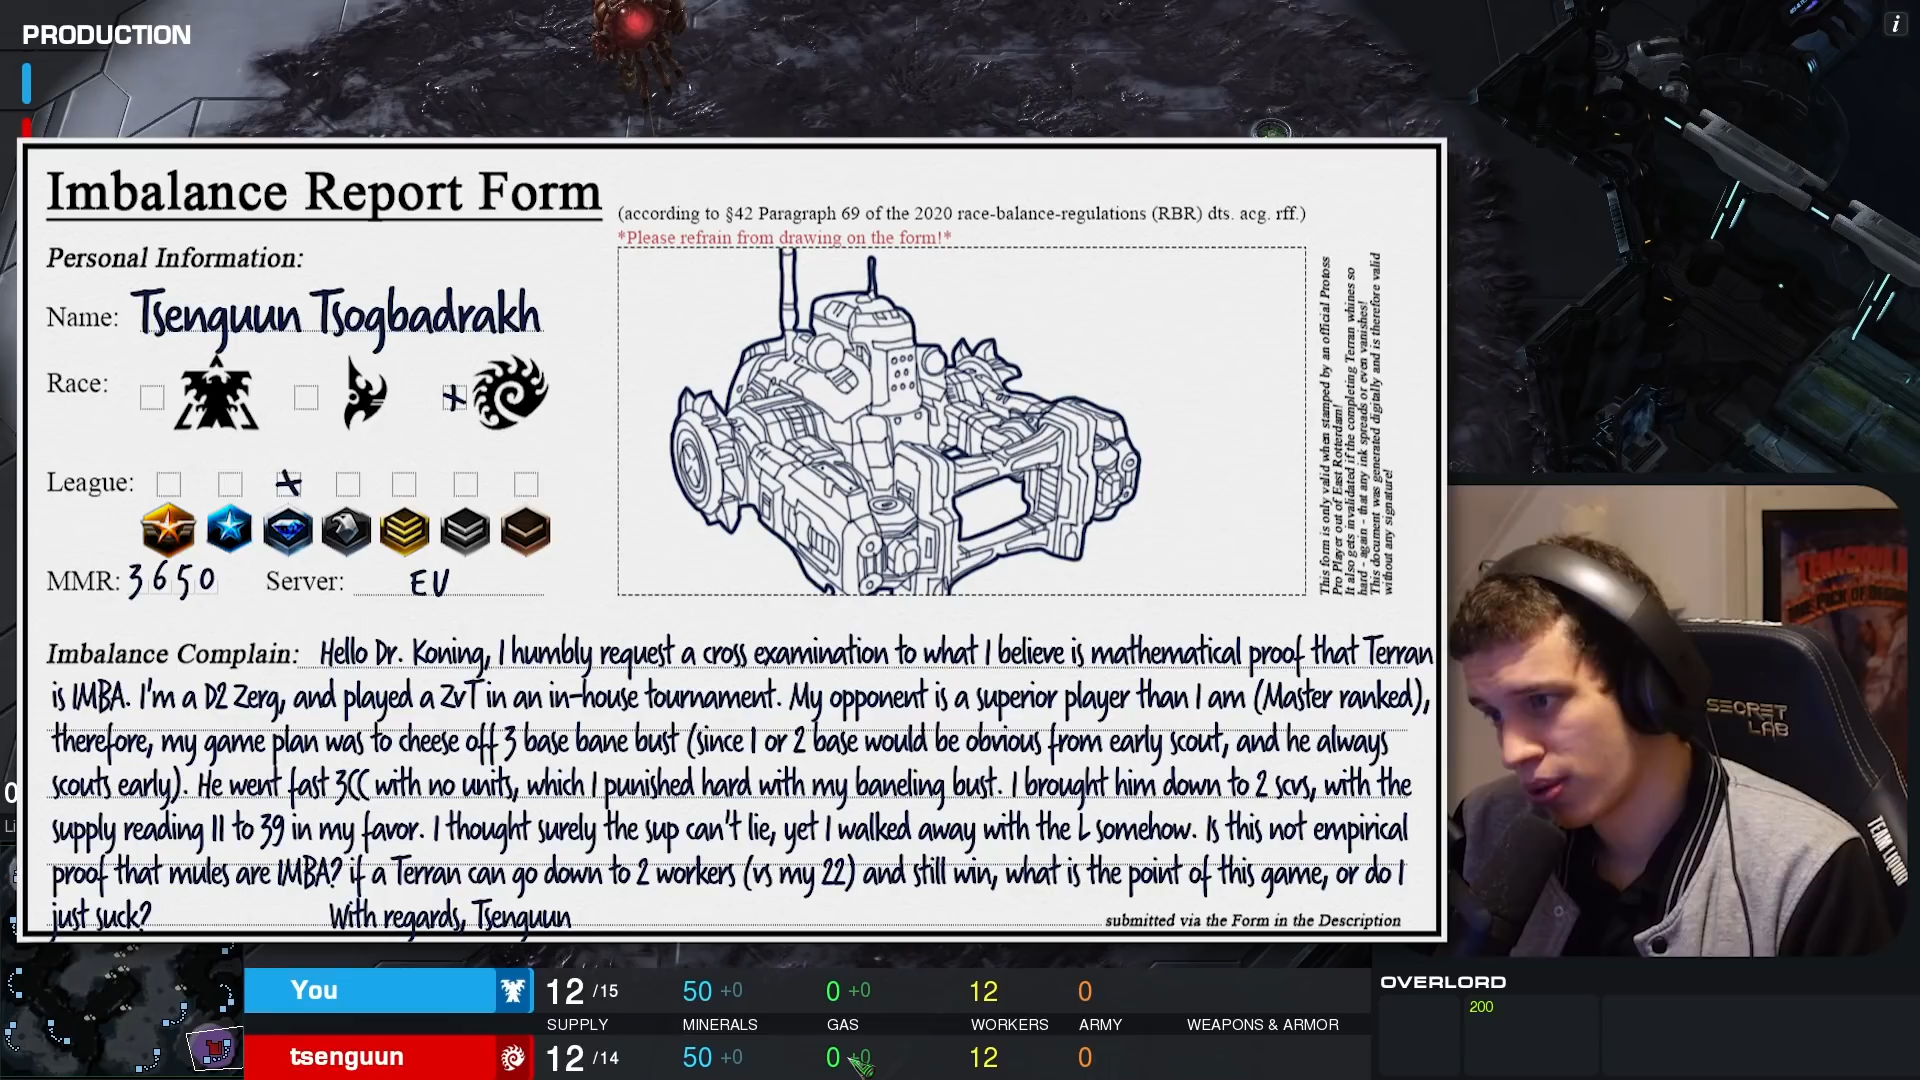 PRODUCTION
i
Imbalance Report Form
(according to §42 Paragraph 69 of the 2020 race-balance-regulations (RBR) dts. acg. rff.)
*Please refrain from drawing on the form!*
Personal Information:
Name: Tsenguun Tsogbadrakh
Race:
League:
MMR: 3650 Server: EU
This form is only valid when stamped by an official Protoss
Pro Player out of East Rotterdam!
It also gets invalidated if the completing Terran whines so
hard - again - that any ink spreads or even vanishes!
This document was generated digitally and is therefore valid
without any signature!
Imbalance Complain: Hello Dr. Koning, I humbly request a cross examination to what I believe is mathematical proof that Terran
is IMBA. I'm a D2 Zerg, and played a ZvT in an in-house tournament. My opponent is a superior player than I am (Master ranked),
therefore, my game plan was to cheese off 3 base bane bust (since 1 or 2 base would be obvious from early scout, and he always
scouts early). He went fast 3CC with no units, which I punished hard with my baneling bust. I brought him down to 2 scvs, with the
supply reading 11 to 39 in my favor. I thought surely the sup can't lie, yet I walked away with the L somehow. Is this not empirical
proof that mules are IMBA? if a Terran can go down to 2 workers (vs my 22) and still win, what is the point of this game, or do I
just suck? With regards, Tsenguun
submitted via the Form in the Description
SECRET
LAB
TEAM LIQUID
You 12 /15 50 +0 0 +0 12 0
SUPPLY MINERALS GAS WORKERS ARMY WEAPONS & ARMOR
tsenguun 12 /14 50 +0 0 +0 12 0
OVERLORD
200